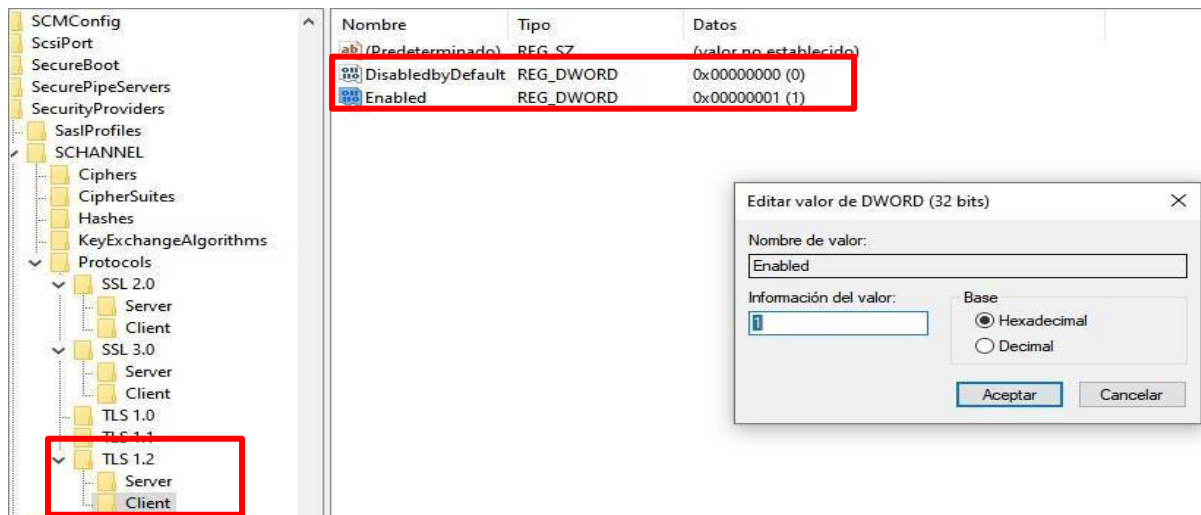 SCMConfig
ScsiPort
SecureBoot
SecurePipeServers
SecurityProviders
SaslProfiles
SCHANNEL
Ciphers
CipherSuites
Hashes
KeyExchangeAlgorithms
Protocols
SSL 2.0
Server
Client
SSL 3.0
Server
Client
TLS 1.0
TLS 1.1
TLS 1.2
Server
Client
Nombre Tipo Datos
(Predeterminado) REG_SZ (valor no establecido)
DisabledbyDefault REG_DWORD 0x00000000 (0)
Enabled REG_DWORD 0x00000001 (1)
Editar valor de DWORD (32 bits)
Nombre de valor:
Enabled
Información del valor:
1
Base
Hexadecimal
Decimal
Aceptar Cancelar